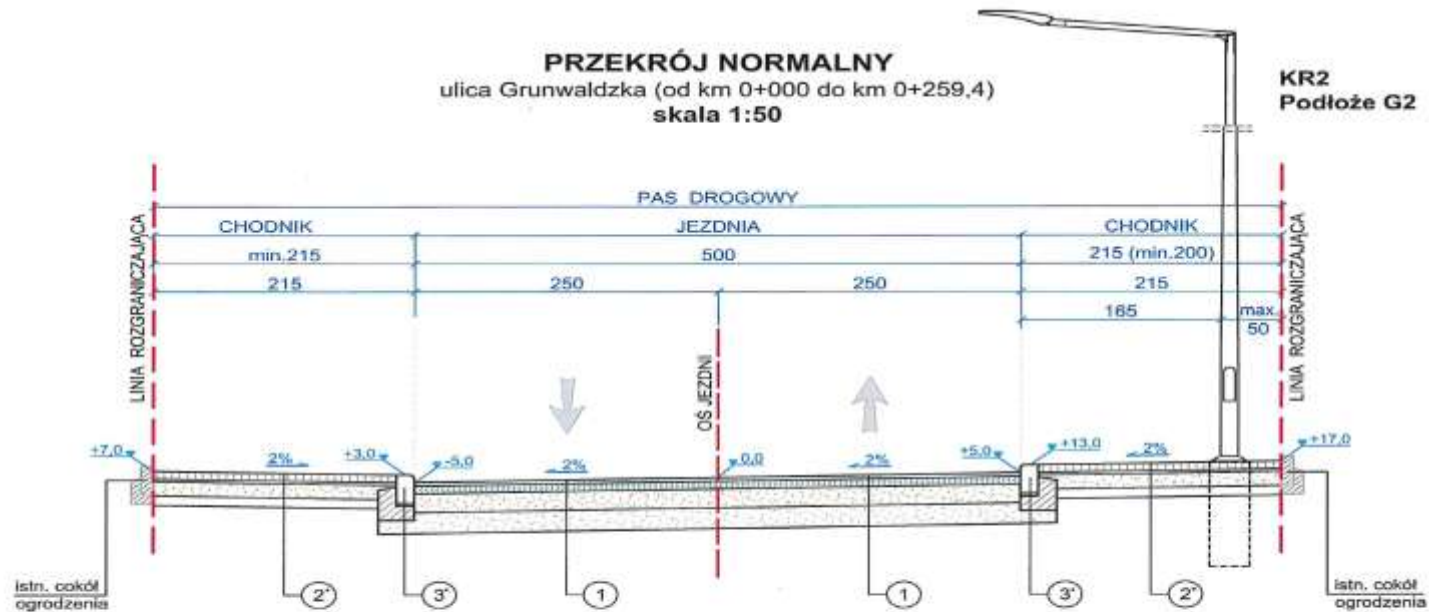 PRZEKRÓJ NORMALNY
ulica Grunwaldzka (od km 0+000 do km 0+259,4)
skala 1:50
KR2
Podłoże G2
PAS DROGOWY
CHODNIK JEZDNIA CHODNIK
min.215 500 215 (min.200)
215 250 250 215
165 max.
50
LINIA ROZGRANICZAJĄCA
OŚ JEZDNI
LINIA ROZGRANICZAJĄCA
+7,0 2% +3,0 -5,0 2% 0,0 2% +5,0 +13,0 2% +17,0
istn. cokół
ogrodzenia
2' 3' 1 1 3' 2'
istn. cokół
ogrodzenia